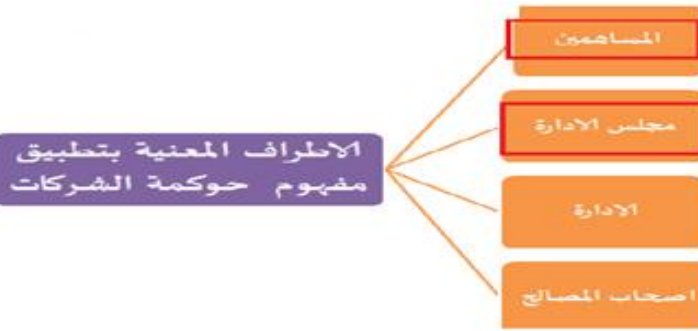 المساهمين
مجلس الادارة
الاطراف المعنية بتطبيق
مفهوم حوكمة الشركات
الادارة
اصحاب المصالح